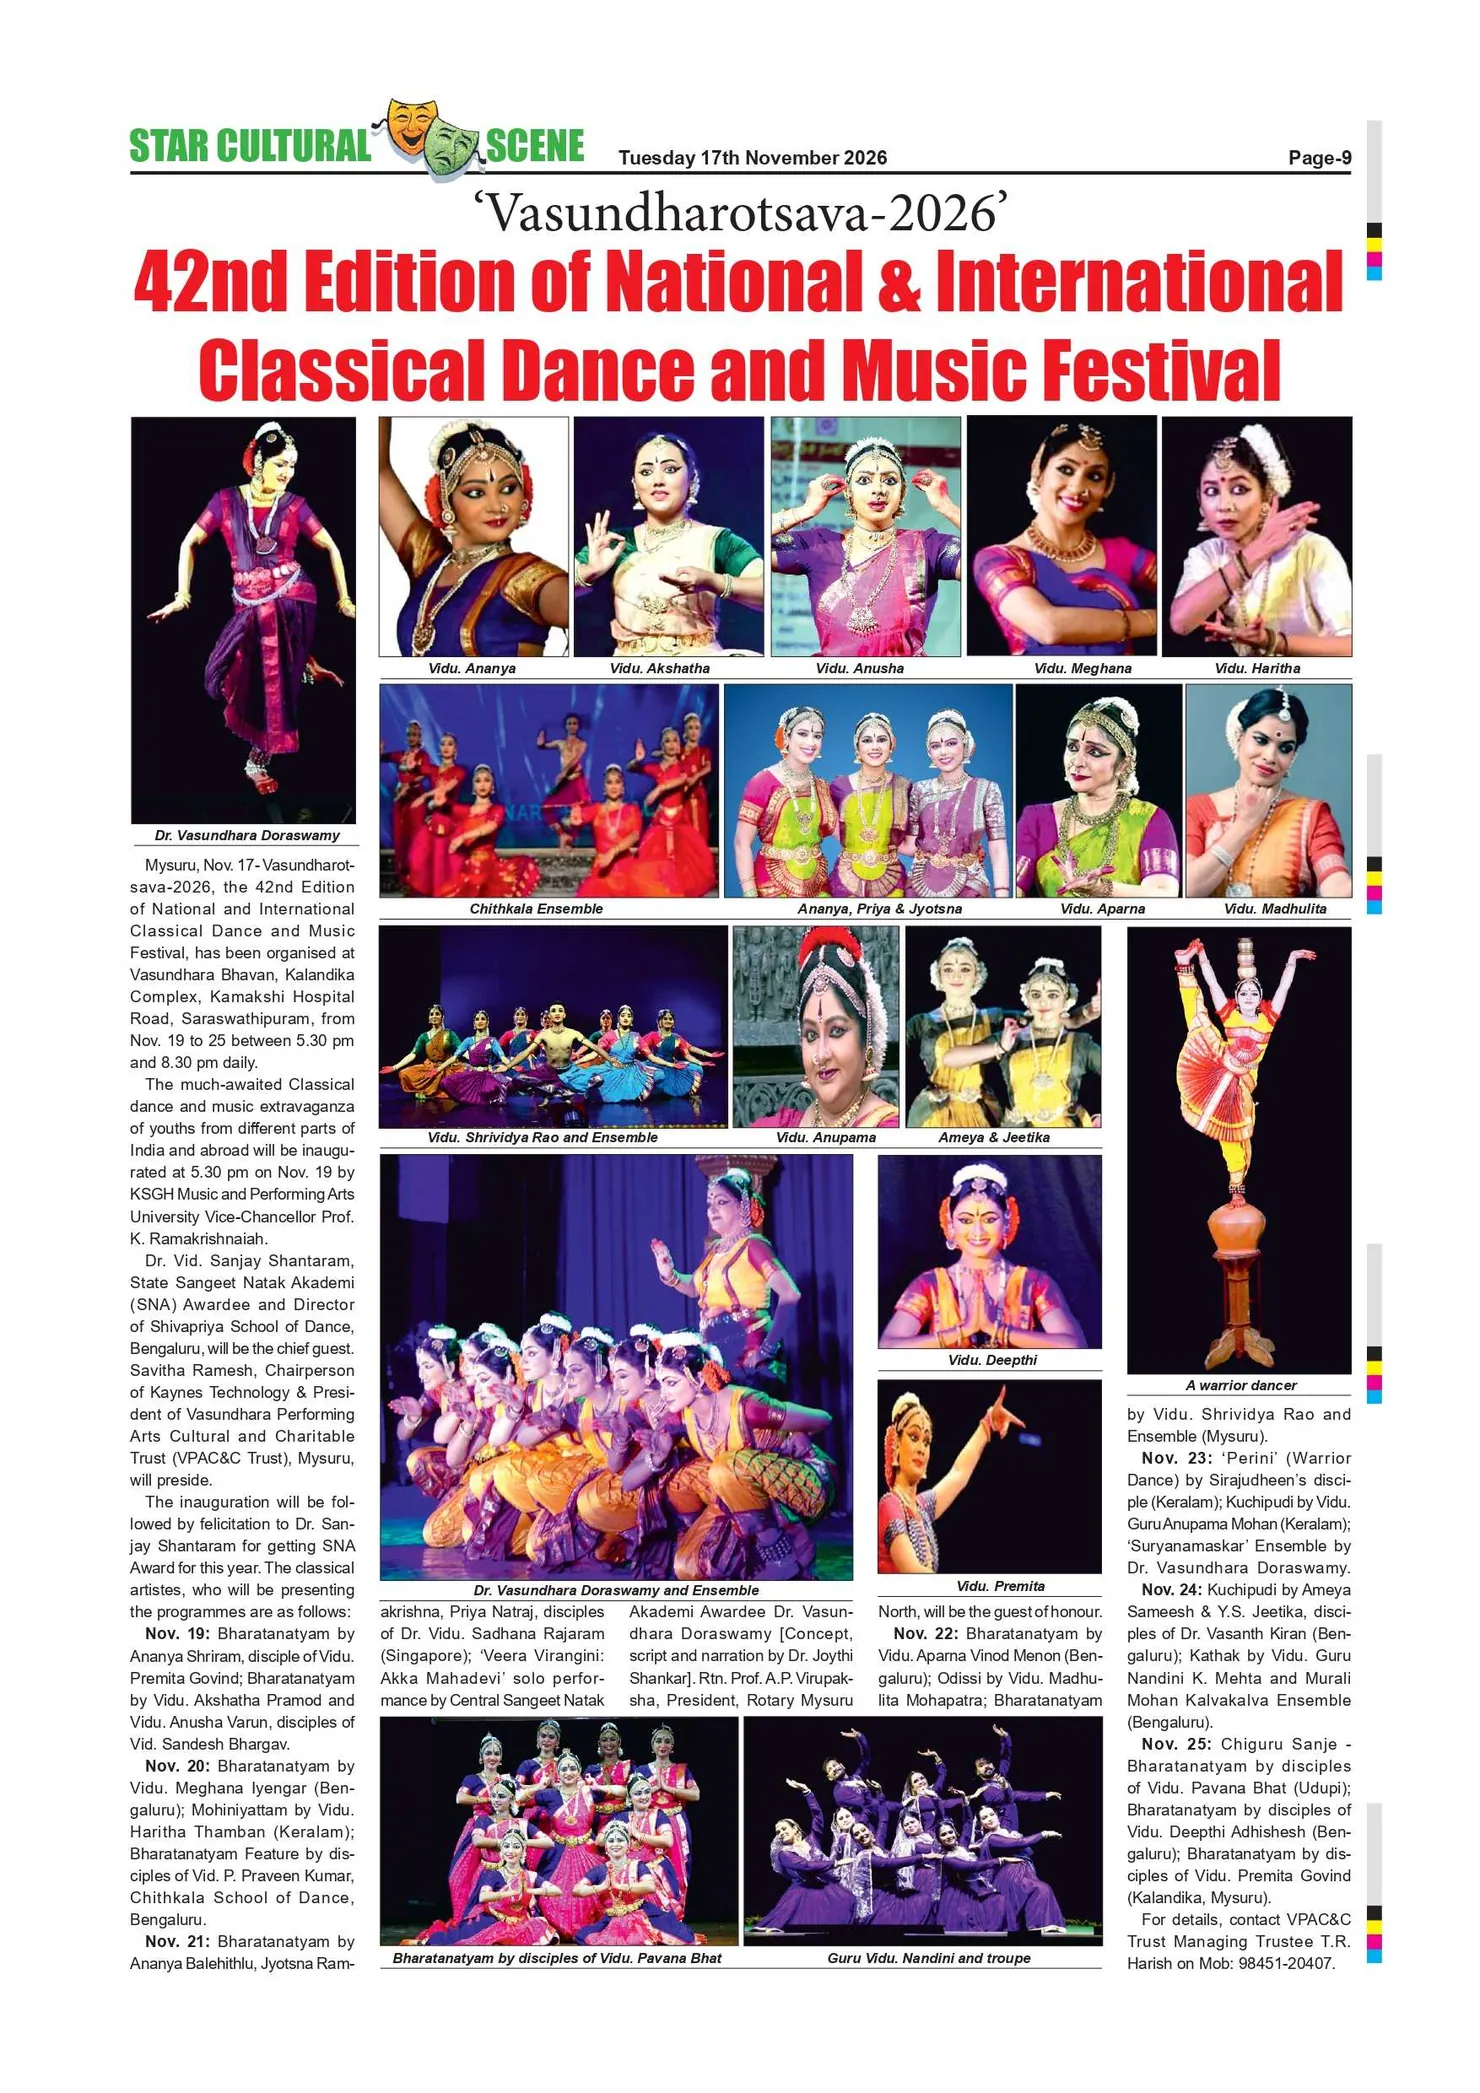 STAR CULTURAL SCENE
Tuesday 17th November 2026
Page-9
‘Vasundharotsava-2026’
42nd Edition of National & International
Classical Dance and Music Festival
Dr. Vasundhara Doraswamy
Vidu. Ananya
Vidu. Akshatha
Vidu. Anusha
Vidu. Meghana
Vidu. Haritha
Chithkala Ensemble
Ananya, Priya & Jyotsna
Vidu. Aparna
Vidu. Madhulita
Vidu. Shrividya Rao and Ensemble
Vidu. Anupama
Ameya & Jeetika
Dr. Vasundhara Doraswamy and Ensemble
Vidu. Deepthi
Vidu. Premita
A warrior dancer
Mysuru, Nov. 17- Vasundharot-
sava-2026, the 42nd Edition
of National and International
Classical Dance and Music
Festival, has been organised at
Vasundhara Bhavan, Kalandika
Complex, Kamakshi Hospital
Road, Saraswathipuram, from
Nov. 19 to 25 between 5.30 pm
and 8.30 pm daily.
The much-awaited Classical
dance and music extravaganza
of youths from different parts of
India and abroad will be inaugu-
rated at 5.30 pm on Nov. 19 by
KSGH Music and Performing Arts
University Vice-Chancellor Prof.
K. Ramakrishnaiah.
Dr. Vid. Sanjay Shantaram,
State Sangeet Natak Akademi
(SNA) Awardee and Director
of Shivapriya School of Dance,
Bengaluru, will be the chief guest.
Savitha Ramesh, Chairperson
of Kaynes Technology & Presi-
dent of Vasundhara Performing
Arts Cultural and Charitable
Trust (VPAC&C Trust), Mysuru,
will preside.
The inauguration will be fol-
lowed by felicitation to Dr. San-
jay Shantaram for getting SNA
Award for this year. The classical
artistes, who will be presenting
the programmes are as follows:
Nov. 19: Bharatanatyam by
Ananya Shriram, disciple of Vidu.
Premita Govind; Bharatanatyam
by Vidu. Akshatha Pramod and
Vidu. Anusha Varun, disciples of
Vid. Sandesh Bhargav.
Nov. 20: Bharatanatyam by
Vidu. Meghana Iyengar (Ben-
galuru); Mohiniyattam by Vidu.
Haritha Thamban (Keralam);
Bharatanatyam Feature by dis-
ciples of Vid. P. Praveen Kumar,
Chithkala School of Dance,
Bengaluru.
Nov. 21: Bharatanatyam by
Ananya Balehithlu, Jyotsna Ram-
akrishna, Priya Natraj, disciples
of Dr. Vidu. Sadhana Rajaram
(Singapore); ‘Veera Virangini:
Akka Mahadevi’ solo perfor-
mance by Central Sangeet Natak
Akademi Awardee Dr. Vasun-
dhara Doraswamy [Concept,
script and narration by Dr. Joythi
Shankar]. Rtn. Prof. A.P. Virupak-
sha, President, Rotary Mysuru
North, will be the guest of honour.
Nov. 22: Bharatanatyam by
Vidu. Aparna Vinod Menon (Ben-
galuru); Odissi by Vidu. Madhu-
lita Mohapatra; Bharatanatyam
by Vidu. Shrividya Rao and
Ensemble (Mysuru).
Nov. 23: ‘Perini’ (Warrior
Dance) by Sirajudheen’s disci-
ple (Keralam); Kuchipudi by Vidu.
Guru Anupama Mohan (Keralam);
‘Suryanamaskar’ Ensemble by
Dr. Vasundhara Doraswamy.
Nov. 24: Kuchipudi by Ameya
Sameesh & Y.S. Jeetika, disci-
ples of Dr. Vasanth Kiran (Ben-
galuru); Kathak by Vidu. Guru
Nandini K. Mehta and Murali
Mohan Kalvakalva Ensemble
(Bengaluru).
Nov. 25: Chiguru Sanje -
Bharatanatyam by disciples
of Vidu. Pavana Bhat (Udupi);
Bharatanatyam by disciples of
Vidu. Deepthi Adhishesh (Ben-
galuru); Bharatanatyam by dis-
ciples of Vidu. Premita Govind
(Kalandika, Mysuru).
For details, contact VPAC&C
Trust Managing Trustee T.R.
Harish on Mob: 98451-20407.
Bharatanatyam by disciples of Vidu. Pavana Bhat
Guru Vidu. Nandini and troupe